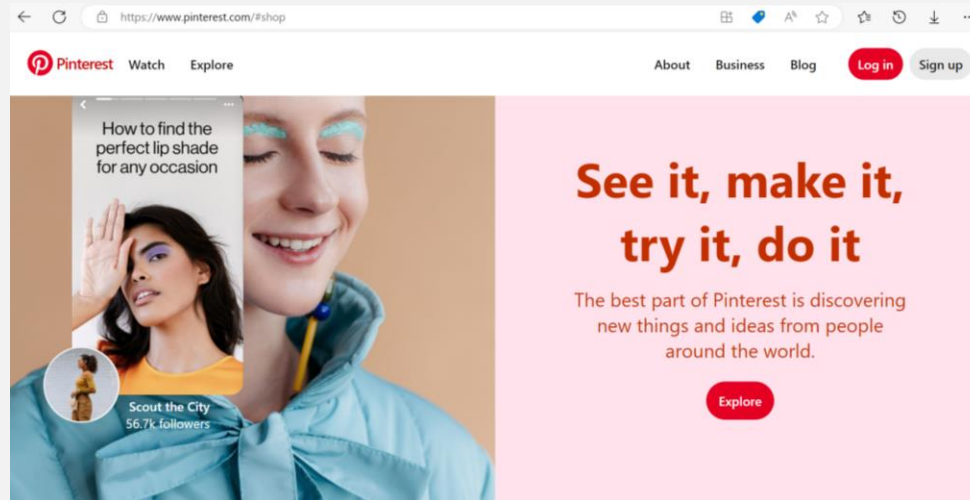 https://www.pinterest.com/#shop
Pinterest Watch Explore About Business Blog Log in Sign up
How to find the
perfect lip shade
for any occasion
Scout the City
56.7k followers
See it, make it,
try it, do it
The best part of Pinterest is discovering
new things and ideas from people
around the world.
Explore